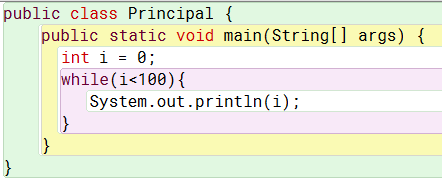 public class Principal {
public static void main(String[] args) {
int i = 0;
while(i<100){
System.out.println(i);
}
}
}